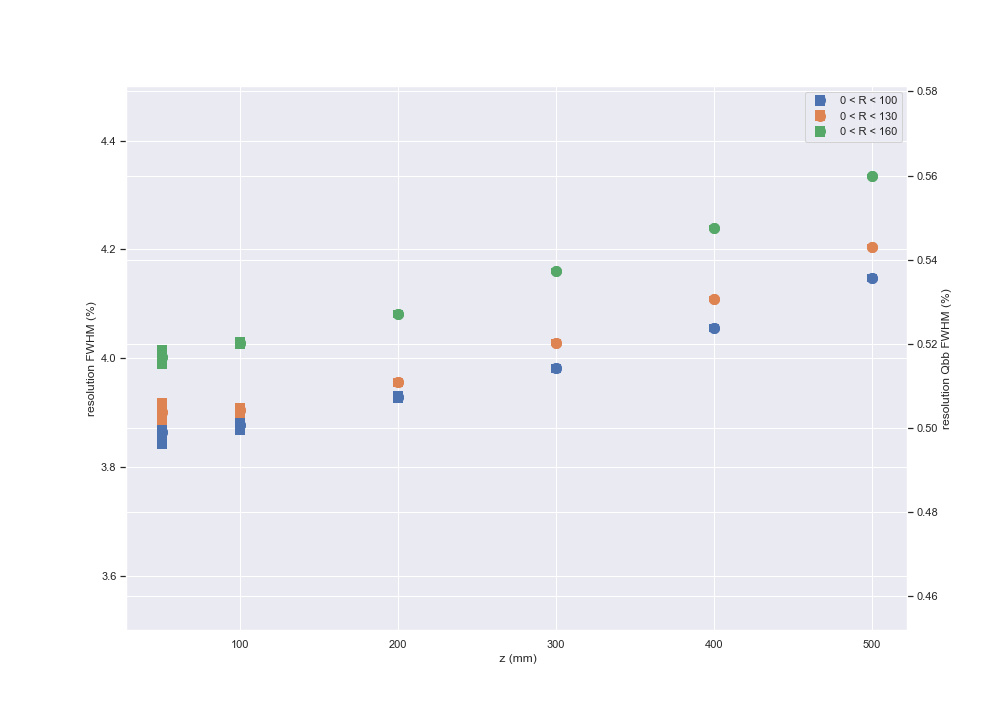 0 < R < 100
0 < R < 130
0 < R < 160
4.4
4.2
4.0
3.8
3.6
resolution FWHM (%)
0.58
0.56
0.54
0.52
0.50
0.48
0.46
resolution Qbb FWHM (%)
100
200
300
400
500
z (mm)